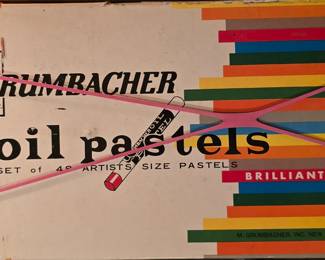 GRUMBACHER
oil pastels
SET of 48 ARTISTS SIZE PASTELS
BRILLIANT
M. GRUMBACHER, INC. NEW